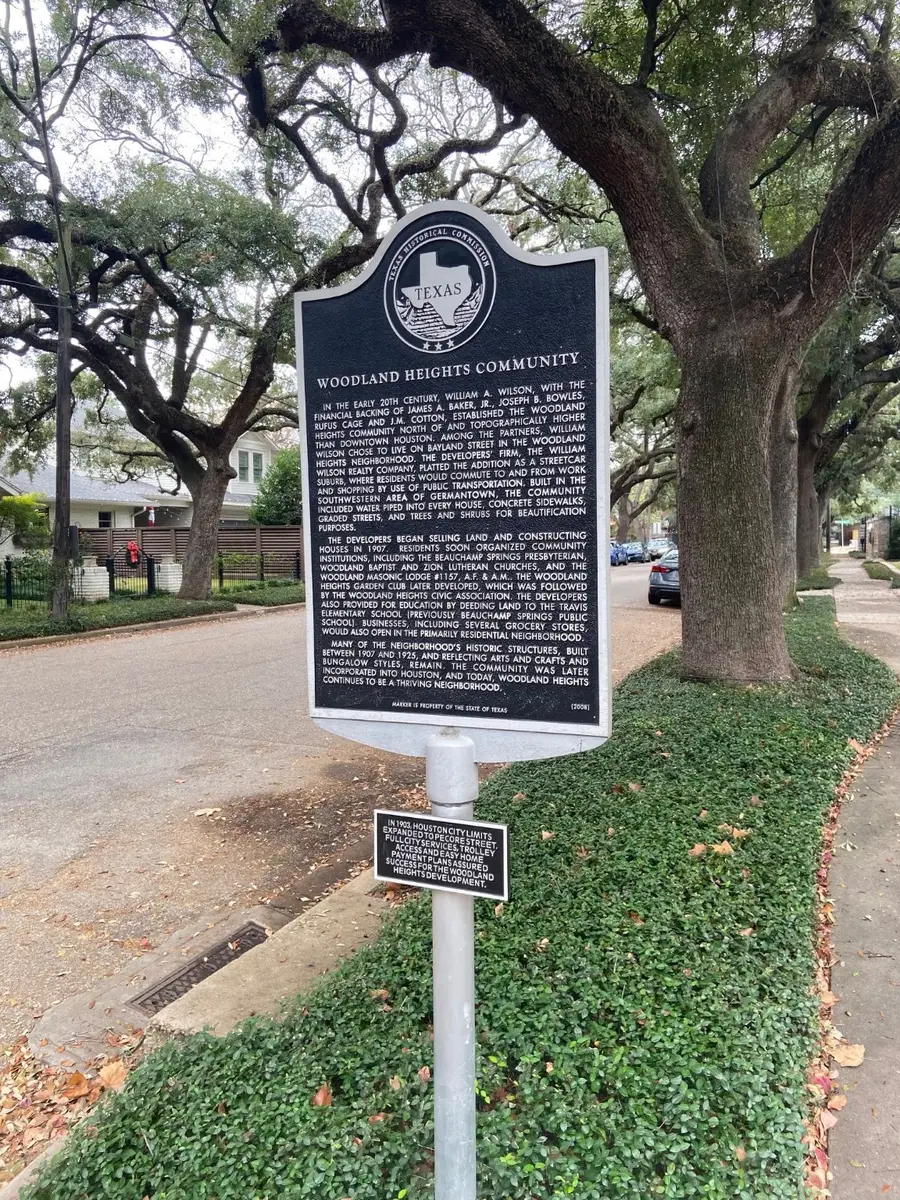 TEXAS HISTORICAL COMMISSION
TEXAS
WOODLAND HEIGHTS COMMUNITY
IN THE EARLY 20TH CENTURY, WILLIAM A. WILSON, WITH THE
FINANCIAL BACKING OF JAMES A. BAKER, JR., JOSEPH B. BOWLES,
RUFUS CAGE AND J.M. COTTON, ESTABLISHED THE WOODLAND
HEIGHTS COMMUNITY NORTH OF AND TOPOGRAPHICALLY HIGHER
THAN DOWNTOWN HOUSTON. AMONG THE PARTNERS, WILLIAM
WILSON CHOSE TO LIVE ON BAYLAND STREET IN THE WOODLAND
HEIGHTS NEIGHBORHOOD. THE DEVELOPERS' FIRM, THE WILLIAM
WILSON REALTY COMPANY, PLATTED THE ADDITION AS A STREETCAR
SUBURB, WHERE RESIDENTS WOULD COMMUTE TO AND FROM WORK
AND SHOPPING BY USE OF PUBLIC TRANSPORTATION. BUILT IN THE
SOUTHWESTERN AREA OF GERMANTOWN, THE COMMUNITY
INCLUDED WATER PIPED INTO EVERY HOUSE, CONCRETE SIDEWALKS,
GRADED STREETS, AND TREES AND SHRUBS FOR BEAUTIFICATION
PURPOSES.
THE DEVELOPERS BEGAN SELLING LAND AND CONSTRUCTING
HOUSES IN 1907. RESIDENTS SOON ORGANIZED COMMUNITY
INSTITUTIONS, INCLUDING THE BEAUCHAMP SPRINGS PRESBYTERIAN,
WOODLAND BAPTIST AND ZION LUTHERAN CHURCHES, AND THE
WOODLAND MASONIC LODGE #1157, A.F. & A.M.. THE WOODLAND
HEIGHTS GARDEN CLUB LATER DEVELOPED, WHICH WAS FOLLOWED
BY THE WOODLAND HEIGHTS CIVIC ASSOCIATION. THE DEVELOPERS
ALSO PROVIDED FOR EDUCATION BY DEEDING LAND TO THE TRAVIS
ELEMENTARY SCHOOL (PREVIOUSLY BEAUCHAMP SPRINGS PUBLIC
SCHOOL). BUSINESSES, INCLUDING SEVERAL GROCERY STORES,
WOULD ALSO OPEN IN THE PRIMARILY RESIDENTIAL NEIGHBORHOOD.
MANY OF THE NEIGHBORHOOD'S HISTORIC STRUCTURES, BUILT
BETWEEN 1907 AND 1925, AND REFLECTING ARTS AND CRAFTS AND
BUNGALOW STYLES, REMAIN. THE COMMUNITY WAS LATER
INCORPORATED INTO HOUSTON, AND TODAY, WOODLAND HEIGHTS
CONTINUES TO BE A THRIVING NEIGHBORHOOD.
(2008)
MARKER IS PROPERTY OF THE STATE OF TEXAS
IN 1903, HOUSTON CITY LIMITS
EXPANDED TO PECORE STREET.
FULL CITY SERVICES, TROLLEY
ACCESS AND EASY HOME
PAYMENT PLANS ASSURED
SUCCESS FOR THE WOODLAND
HEIGHTS DEVELOPMENT.